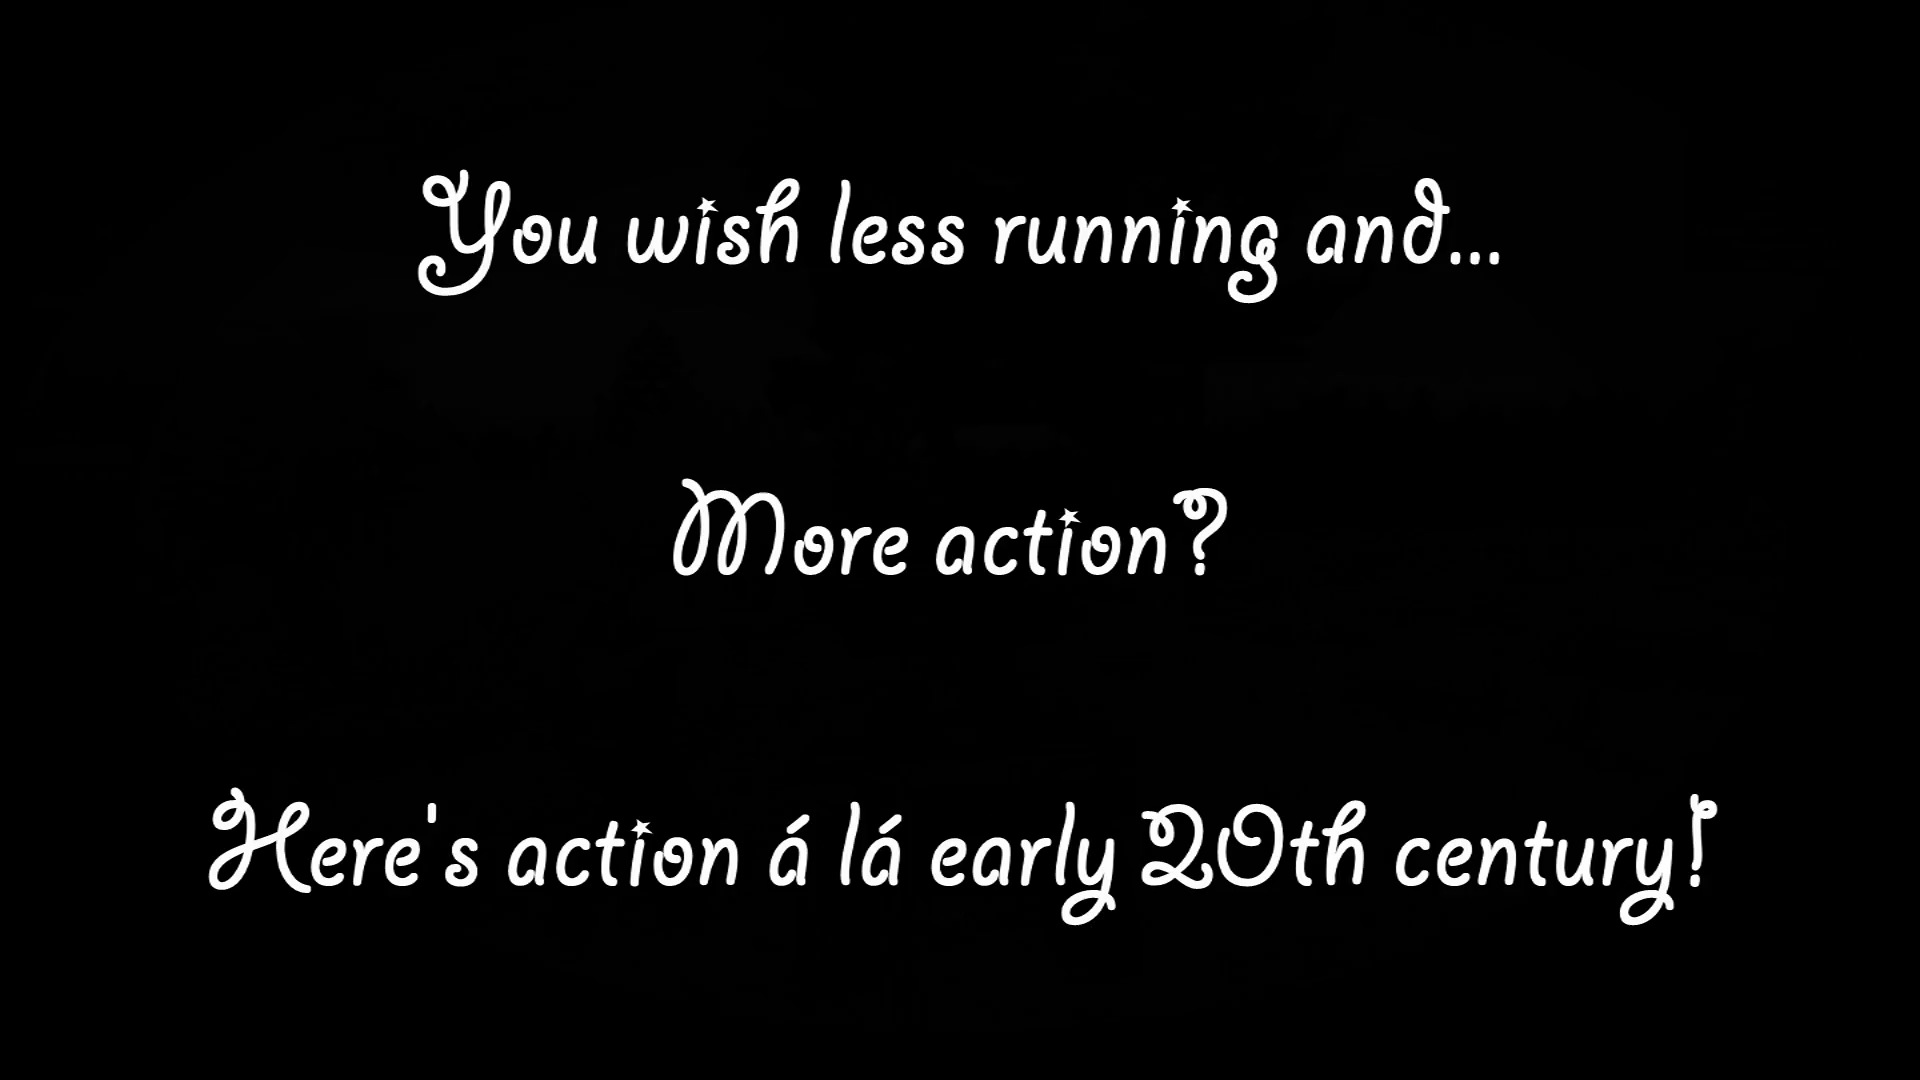 You wish less running and...
More action?
Here's action á lá early 20th century!